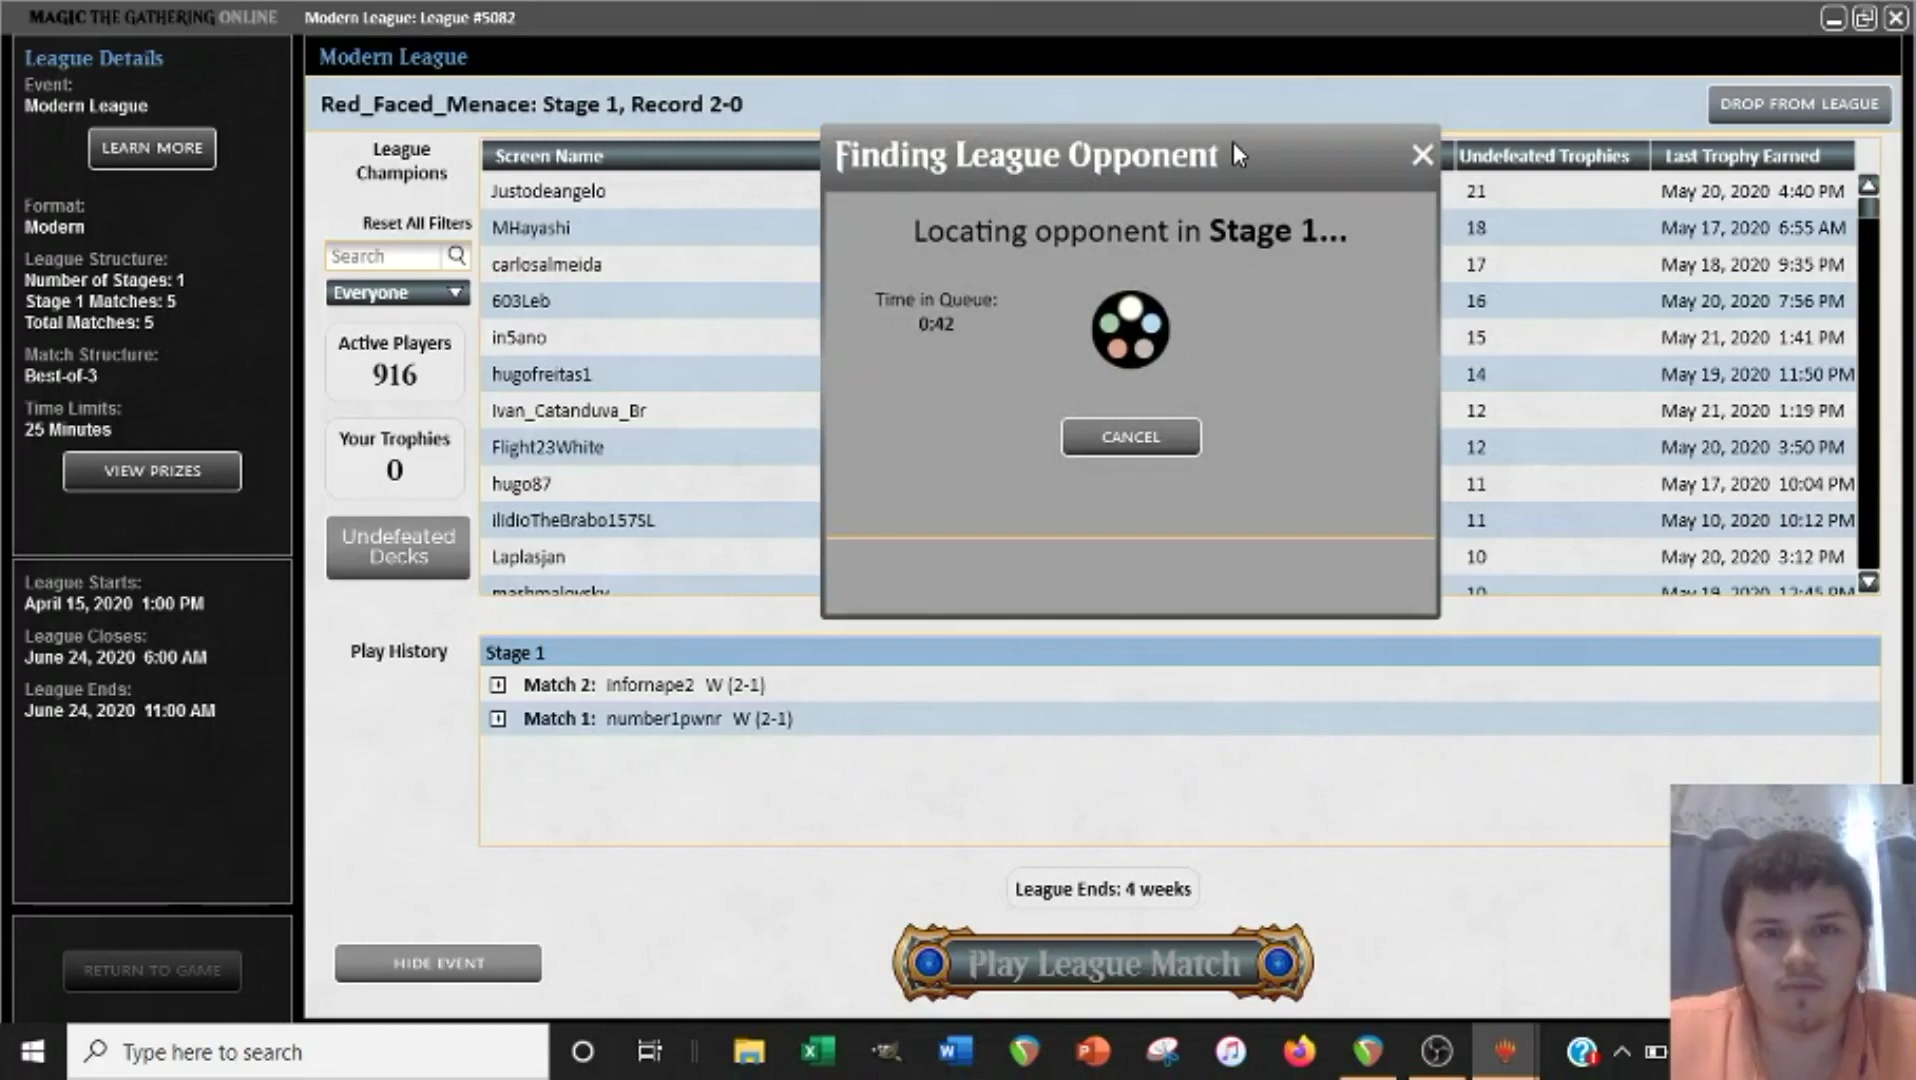 MAGIC THE GATHERING ONLINE
Modern League: League #5082
League Details
Event:
Modern League
LEARN MORE
Format:
Modern
League Structure:
Number of Stages: 1
Stage 1 Matches: 5
Total Matches: 5
Match Structure:
Best-of-3
Time Limits:
25 Minutes
VIEW PRIZES
League Starts:
April 15, 2020 1:00 PM
League Closes:
June 24, 2020 6:00 AM
League Ends:
June 24, 2020 11:00 AM
RETURN TO GAME
Modern League
Red_Faced_Menace: Stage 1, Record 2-0
DROP FROM LEAGUE
League
Champions
Reset All Filters
Search
Everyone
Active Players
916
Your Trophies
0
Undefeated
Decks
Screen Name
Undefeated Trophies
Last Trophy Earned
Justodeangelo
21
May 20, 2020 4:40 PM
MHayashi
18
May 17, 2020 6:55 AM
carlosalmeida
17
May 18, 2020 9:35 PM
603Leb
16
May 20, 2020 7:56 PM
in5ano
15
May 21, 2020 1:41 PM
hugofreitas1
14
May 19, 2020 11:50 PM
Ivan_Catanduva_Br
12
May 21, 2020 1:19 PM
Flight23White
12
May 20, 2020 3:50 PM
hugo87
11
May 17, 2020 10:04 PM
ilidioTheBrabo157SL
11
May 10, 2020 10:12 PM
Laplasjan
10
May 20, 2020 3:12 PM
mashmalovsky
10
May 19, 2020 12:45 PM
Finding League Opponent
Locating opponent in Stage 1...
Time in Queue:
0:42
CANCEL
Play History
Stage 1
Match 2: infornape2 W (2-1)
Match 1: number1pwnr W (2-1)
League Ends: 4 weeks
HIDE EVENT
Play League Match
Type here to search